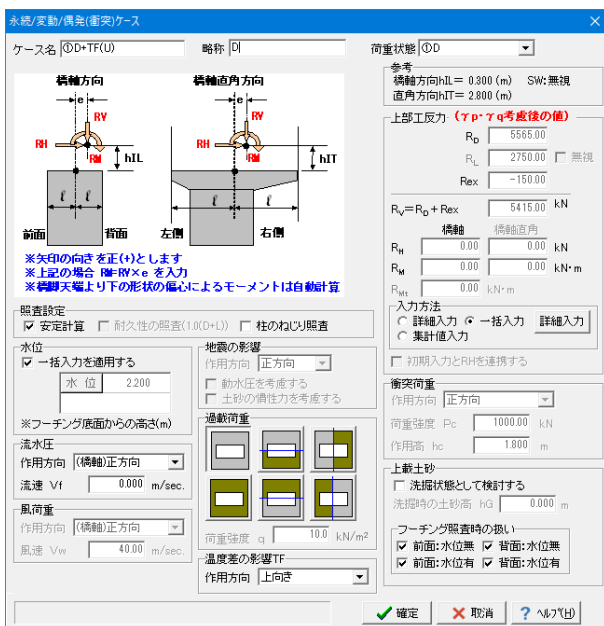 永続/変動/偶発(衝突)ケース
ケース名 ①D+TF(U) 略称 D 荷重状態 ①D
橋軸方向 橋軸直角方向
e RV RH RM hIL ℓ ℓ 前面 背面
e RV RH RM hIT ℓ ℓ 左側 右側
※矢印の向きを正(+)とします
※上記の場合 RM=RV×e を入力
※橋脚天端より下の形状の偏心によるモーメントは自動計算
参考
橋軸方向hIL= 0.300 (m) SW:無視
直角方向hIT= 2.800 (m)
上部工反力 (γp・γq考慮後の値)
RD 5565.00
RL 2750.00 無視
Rex -150.00
RV=RD+Rex 5415.00 kN
橋軸 橋軸直角
RH 0.00 0.00 kN
RM 0.00 0.00 kN・m
RMt 0.00 kN・m
入力方法
詳細入力 一括入力 詳細入力
集計値入力
初期入力とRHを連携する
照査設定
安定計算 耐久性の照査(1.0(D+L)) 柱のねじり照査
水位
一括入力を適用する
水 位 2.200
※フーチング底面からの高さ(m)
流水圧
作用方向 (橋軸)正方向
流速 Vf 0.000 m/sec.
風荷重
作用方向 (橋軸)正方向
風速 Vw 40.00 m/sec.
地震の影響
作用方向 正方向
動水圧を考慮する
土砂の慣性力を考慮する
過載荷重
荷重強度 q 10.0 kN/m²
温度差の影響TF
作用方向 上向き
衝突荷重
作用方向 正方向
荷重強度 Pc 1000.00 kN
作用高 hc 1.800 m
上載土砂
洗掘状態として検討する
洗掘時の土砂高 hG 0.000 m
フーチング照査時の扱い
前面:水位無 背面:水位無
前面:水位有 背面:水位有
確定 取消 ? ヘルプ(H)